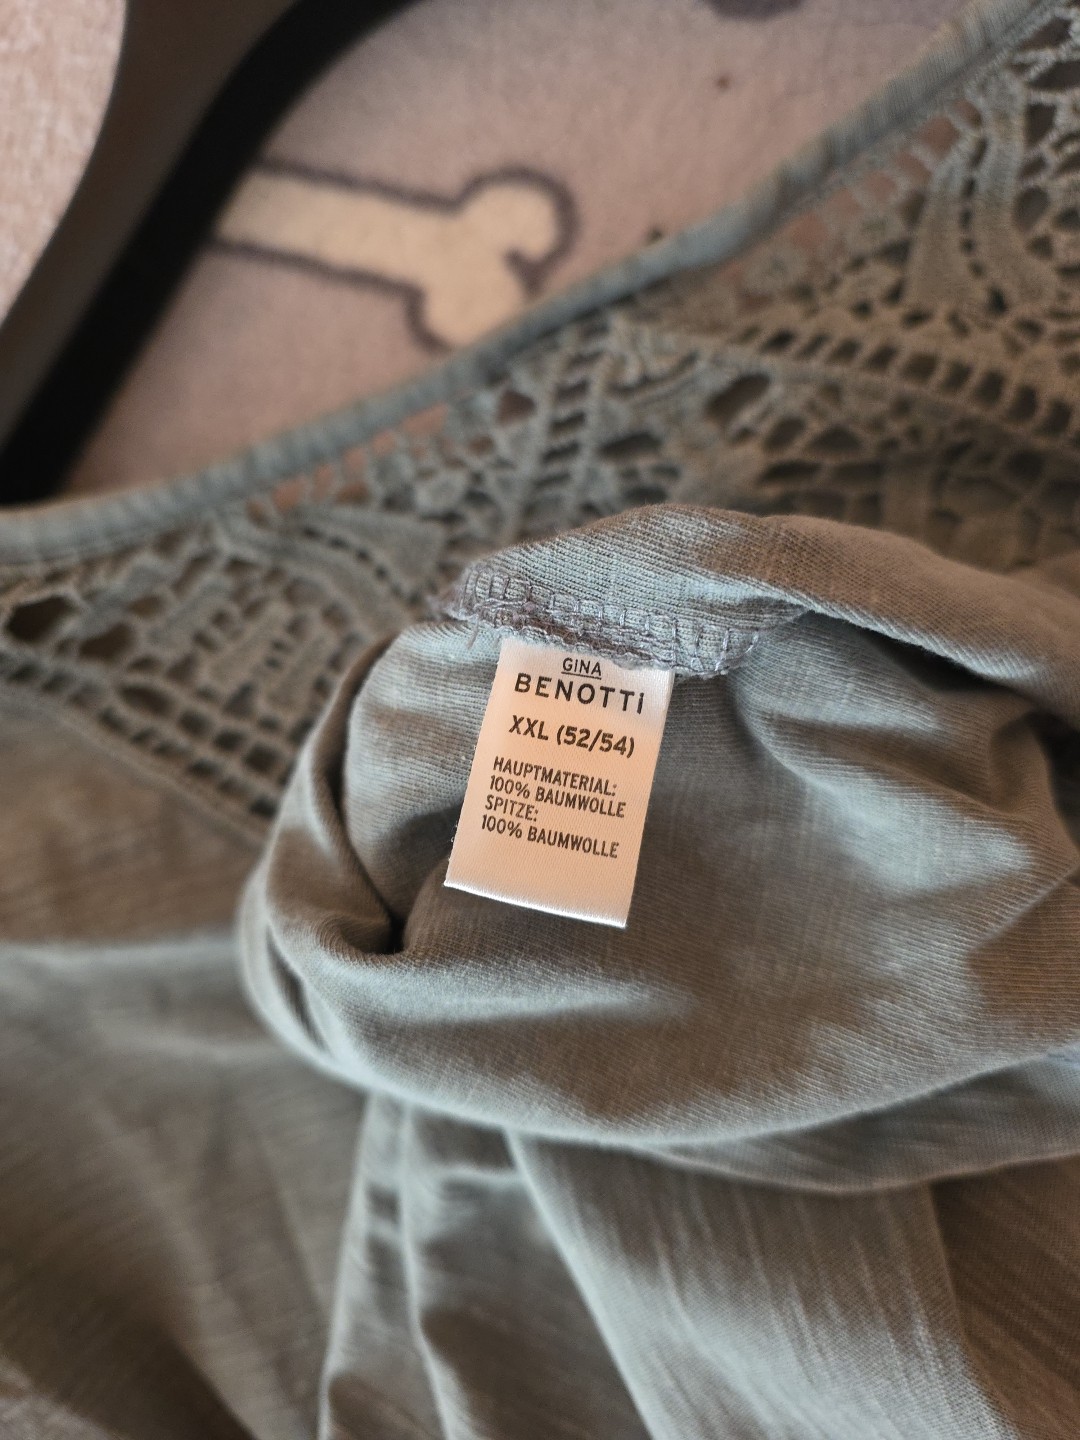 GINA
BENOTTi
XXL (52/54)
HAUPTMATERIAL:
100% BAUMWOLLE
SPITZE:
100% BAUMWOLLE